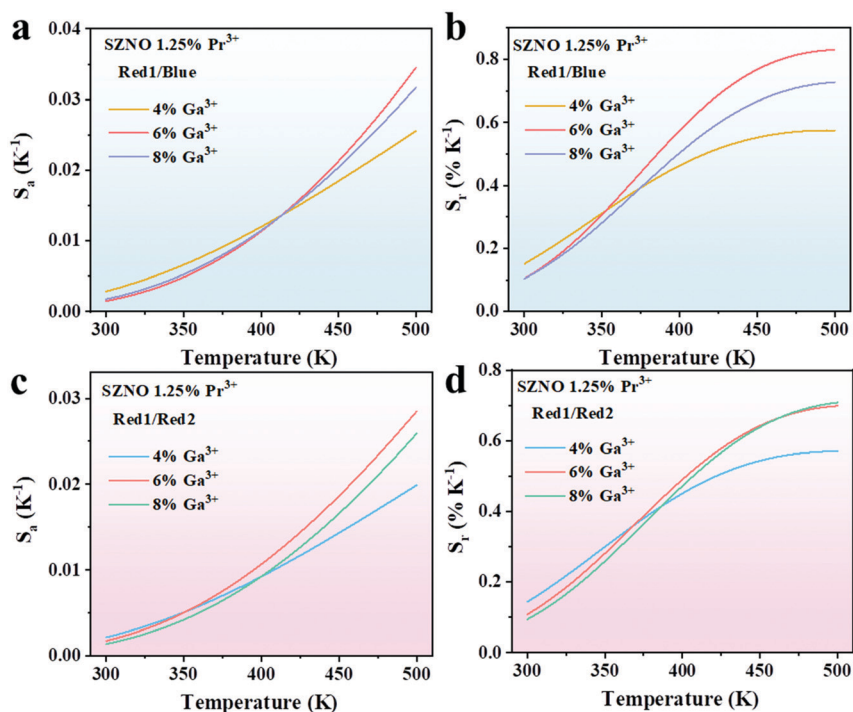 a
SZNO 1.25% Pr³⁺
Red1/Blue
4% Ga³⁺
6% Ga³⁺
8% Ga³⁺
Sₐ (K⁻¹)
0.04
0.03
0.02
0.01
0.00
300 350 400 450 500
Temperature (K)
b
SZNO 1.25% Pr³⁺
Red1/Blue
4% Ga³⁺
6% Ga³⁺
8% Ga³⁺
Sᵣ (% K⁻¹)
0.8
0.6
0.4
0.2
0.0
300 350 400 450 500
Temperature (K)
c
SZNO 1.25% Pr³⁺
Red1/Red2
4% Ga³⁺
6% Ga³⁺
8% Ga³⁺
Sₐ (K⁻¹)
0.03
0.02
0.01
0.00
300 350 400 450 500
Temperature (K)
d
SZNO 1.25% Pr³⁺
Red1/Red2
4% Ga³⁺
6% Ga³⁺
8% Ga³⁺
Sᵣ (% K⁻¹)
0.8
0.6
0.4
0.2
0.0
300 350 400 450 500
Temperature (K)